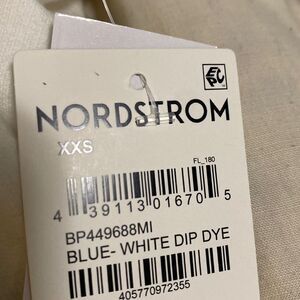 NORDSTROM
XXS
FL_180
4 39113 01670 5
BP449688MI
BLUE- WHITE DIP DYE
405770972355